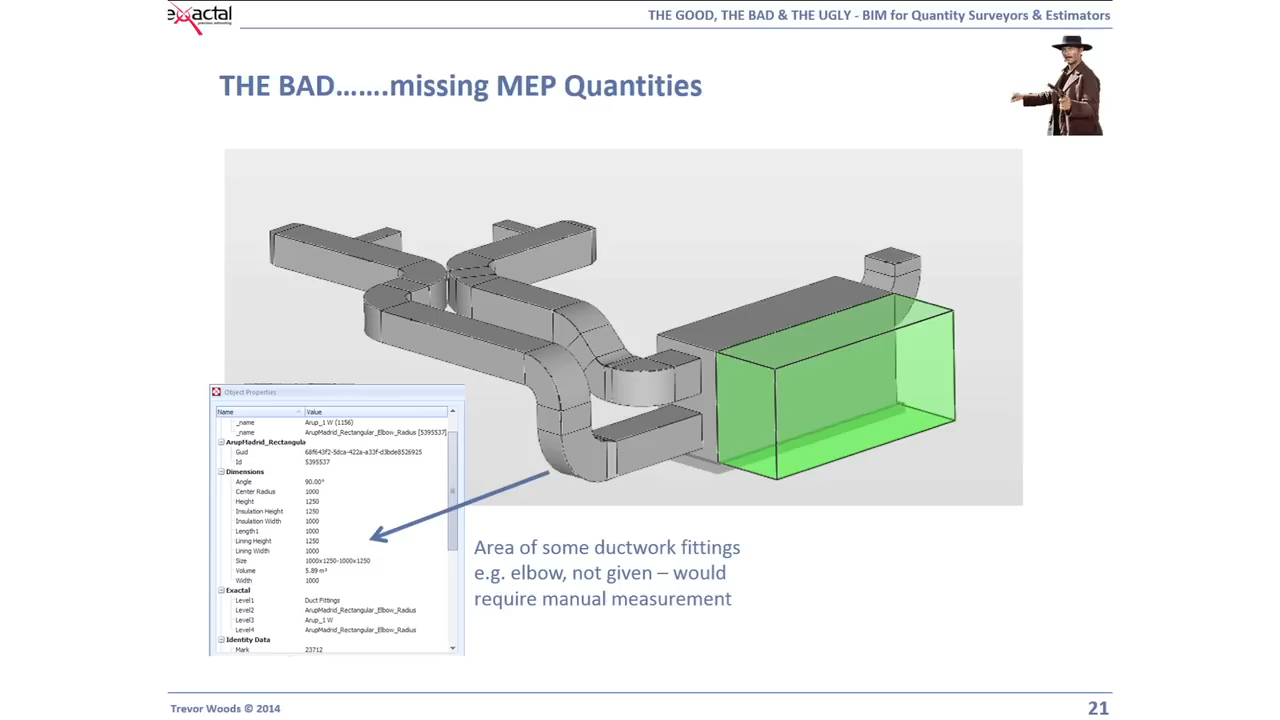 exactal
THE GOOD, THE BAD & THE UGLY - BIM for Quantity Surveyors & Estimators
THE BAD…….missing MEP Quantities
Object Properties
Name Value
_name Arup_1 W (1156)
_name ArupMadrid_Rectangular_Elbow_Radius [5395537]
ArupMadrid_Rectangula
Guid 68f643f2-5dca-422a-a33f-d3bde8526925
Id 5395537
Dimensions
Angle 90.00°
Center Radius 1000
Height 1250
Insulation Height 1250
Insulation Width 1000
Length1 1000
Lining Height 1250
Lining Width 1000
Size 1000x1250-1000x1250
Volume 5.89 m³
Width 1000
Exactal
Level1 Duct Fittings
Level2 ArupMadrid_Rectangular_Elbow_Radius
Level3 Arup_1 W
Level4 ArupMadrid_Rectangular_Elbow_Radius
Identity Data
Mark 23712
Area of some ductwork fittings
e.g. elbow, not given – would
require manual measurement
Trevor Woods © 2014
21